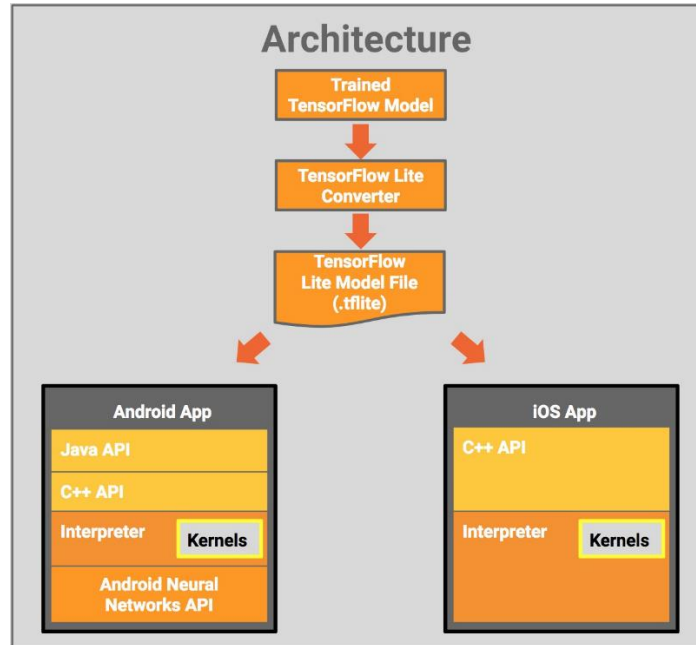 Architecture
Trained
TensorFlow Model
TensorFlow Lite
Converter
TensorFlow
Lite Model File
(.tflite)
Android App
Java API
C++ API
Interpreter
Kernels
Android Neural
Networks API
iOS App
C++ API
Interpreter
Kernels